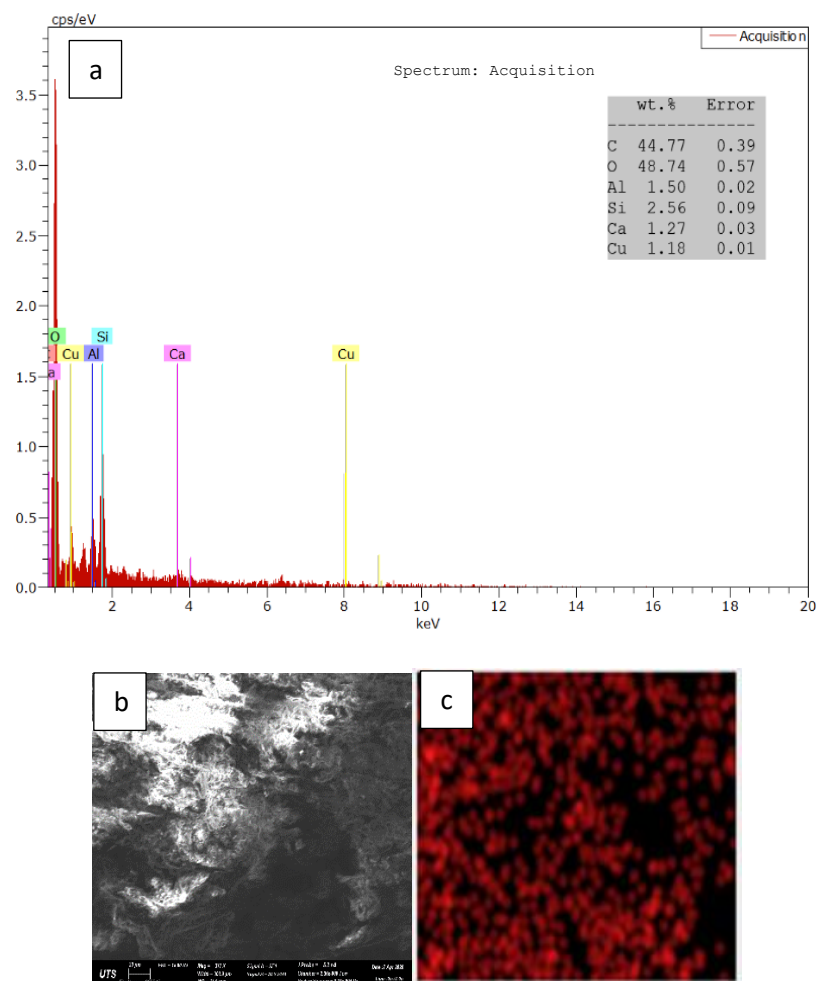 cps/eV
Acquisition
a
Spectrum: Acquisition
wt.% Error
C 44.77 0.39
O 48.74 0.57
Al 1.50 0.02
Si 2.56 0.09
Ca 1.27 0.03
Cu 1.18 0.01
3.5
3.0
2.5
2.0
1.5
1.0
0.5
0.0
O Si
Cu Al Ca Cu
a
2 4 6 8 10 12 14 16 18 20
keV
b c
UTS